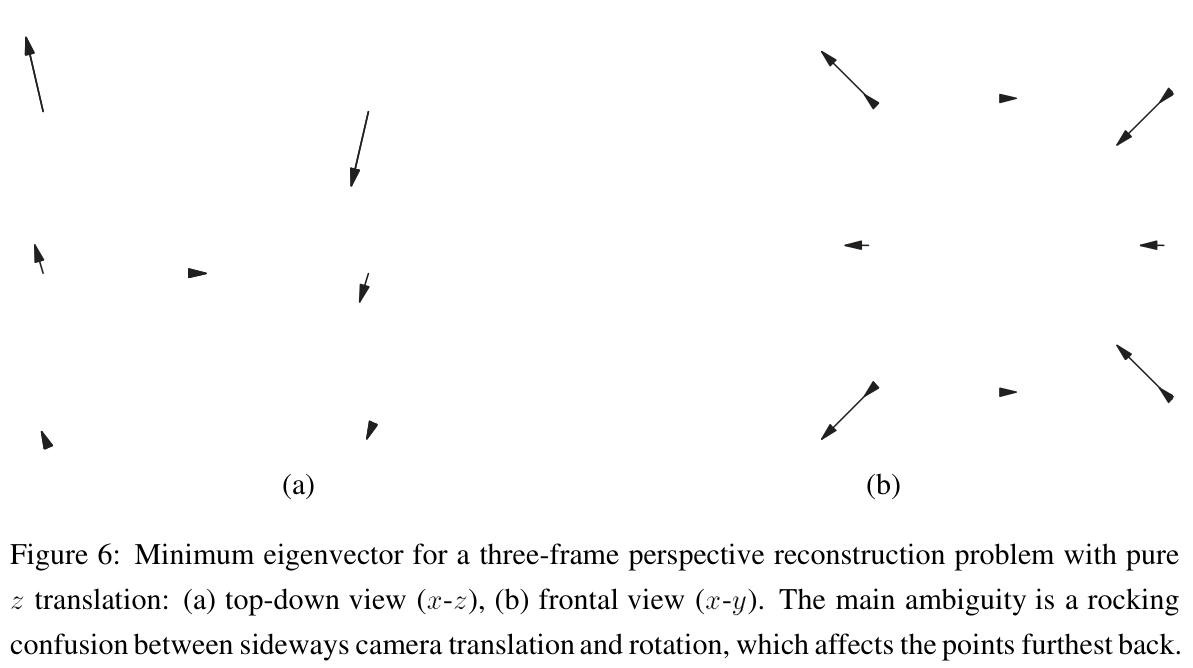 (a)
(b)
Figure 6: Minimum eigenvector for a three-frame perspective reconstruction problem with pure
z translation: (a) top-down view (x-z), (b) frontal view (x-y). The main ambiguity is a rocking
confusion between sideways camera translation and rotation, which affects the points furthest back.